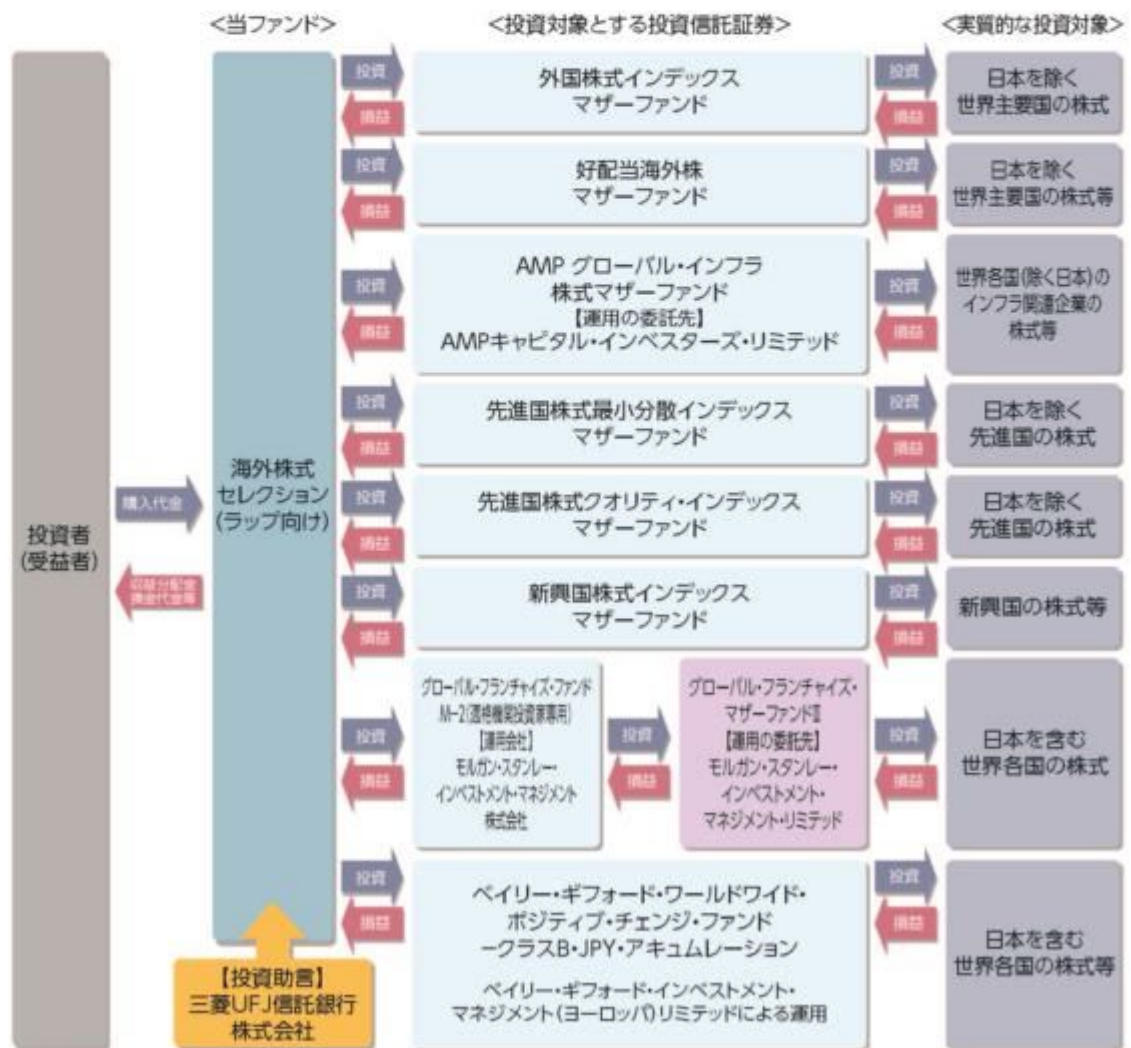 <当ファンド>
<投資対象とする投資信託証券>
<実質的な投資対象>
投資者
(受益者)
購入代金
収益分配金
換金代金等
海外株式
セレクション
(ラップ向け)
【投資助言】
三菱UFJ信託銀行
株式会社
投資
損益
外国株式インデックス
マザーファンド
投資
損益
日本を除く
世界主要国の株式
投資
損益
好配当海外株
マザーファンド
投資
損益
日本を除く
世界主要国の株式等
投資
損益
AMP グローバル・インフラ
株式マザーファンド
【運用の委託先】
AMPキャピタル・インベスターズ・リミテッド
投資
損益
世界各国(除く日本)の
インフラ関連企業の
株式等
投資
損益
先進国株式最小分散インデックス
マザーファンド
投資
損益
日本を除く
先進国の株式
投資
損益
先進国株式クオリティ・インデックス
マザーファンド
投資
損益
日本を除く
先進国の株式
投資
損益
新興国株式インデックス
マザーファンド
投資
損益
新興国の株式等
投資
損益
グローバル・フランチャイズ・ファンド
M-2(適格機関投資家専用)
【運用会社】
モルガン・スタンレー・
インベストメント・マネジメント
株式会社
投資
損益
グローバル・フランチャイズ・
マザーファンドⅡ
【運用の委託先】
モルガン・スタンレー・
インベストメント・
マネジメント・リミテッド
投資
損益
日本を含む
世界各国の株式
投資
損益
ベイリー・ギフォード・ワールドワイド・
ポジティブ・チェンジ・ファンド
ークラスB・JPY・アキュムレーション
ベイリー・ギフォード・インベストメント・
マネジメント(ヨーロッパ)リミテッドによる運用
投資
損益
日本を含む
世界各国の株式等